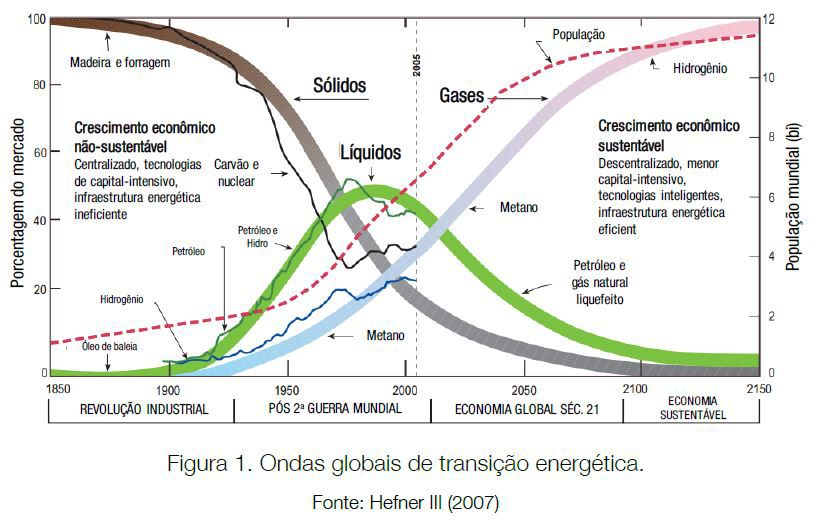 100
80
60
40
20
0
Porcentagem do mercado
12
10
8
6
4
2
0
População mundial (bi)
Madeira e forragem
Sólidos
2005
População
Gases
Hidrogênio
Crescimento econômico
não-sustentável
Centralizado, tecnologias
de capital-intensivo,
infraestrutura energética
ineficiente
Carvão e
nuclear
Líquidos
Crescimento econômico
sustentável
Descentralizado, menor
capital-intensivo,
tecnologias inteligentes,
infraestrutura energética
eficient
Metano
Petróleo e
Hidro
Petróleo
Hidrogênio
Óleo de baleia
Metano
Petróleo e
gás natural
liquefeito
1850
1900
1950
2000
2050
2100
2150
REVOLUÇÃO INDUSTRIAL
PÓS 2ª GUERRA MUNDIAL
ECONOMIA GLOBAL SÉC. 21
ECONOMIA
SUSTENTÁVEL
Figura 1. Ondas globais de transição energética.
Fonte: Hefner III (2007)